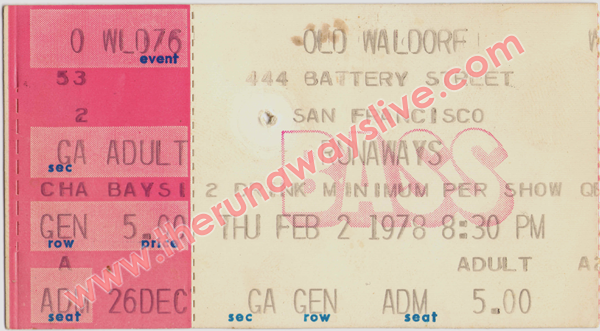 0 WLD76
event
53
2
GA ADULT
sec
CHA BAYS
GEN 5.00
row price
A
ADM 26DEC
seat
OLD WALDORF
444 BATTERY STREET
SAN FRANCISCO
RUNAWAYS
BASS
2 DRINK MINIMUM PER SHOW
THU FEB 2 1978 8:30 PM
ADULT
GA GEN ADM 5.00
sec row seat
www.therunawayslive.com